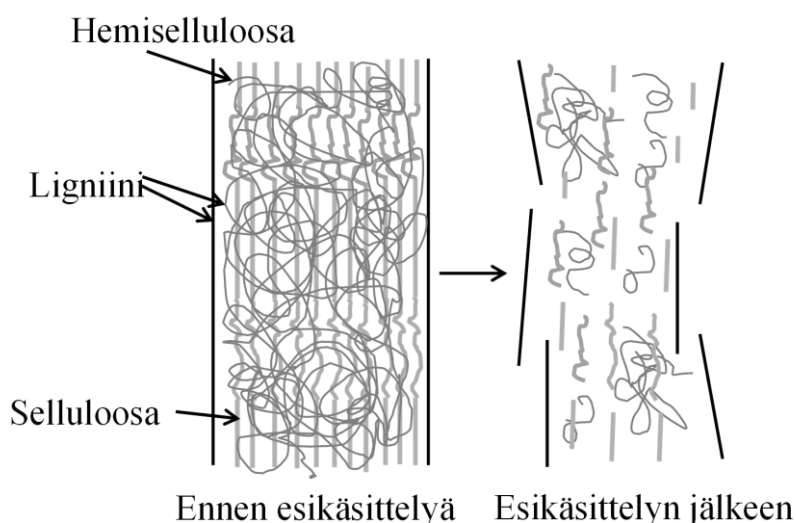 Hemiselluloosa
Ligniini
Selluloosa
Ennen esikäsittelyä
Esikäsittelyn jälkeen